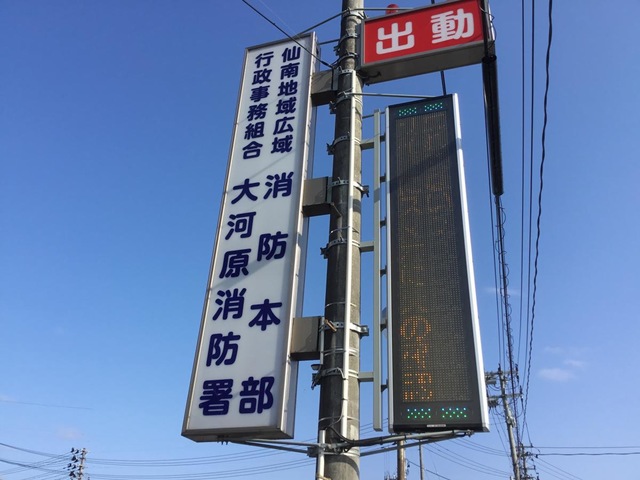 出動
仙南地域広域
行政事務組合
消防本部
大河原消防署